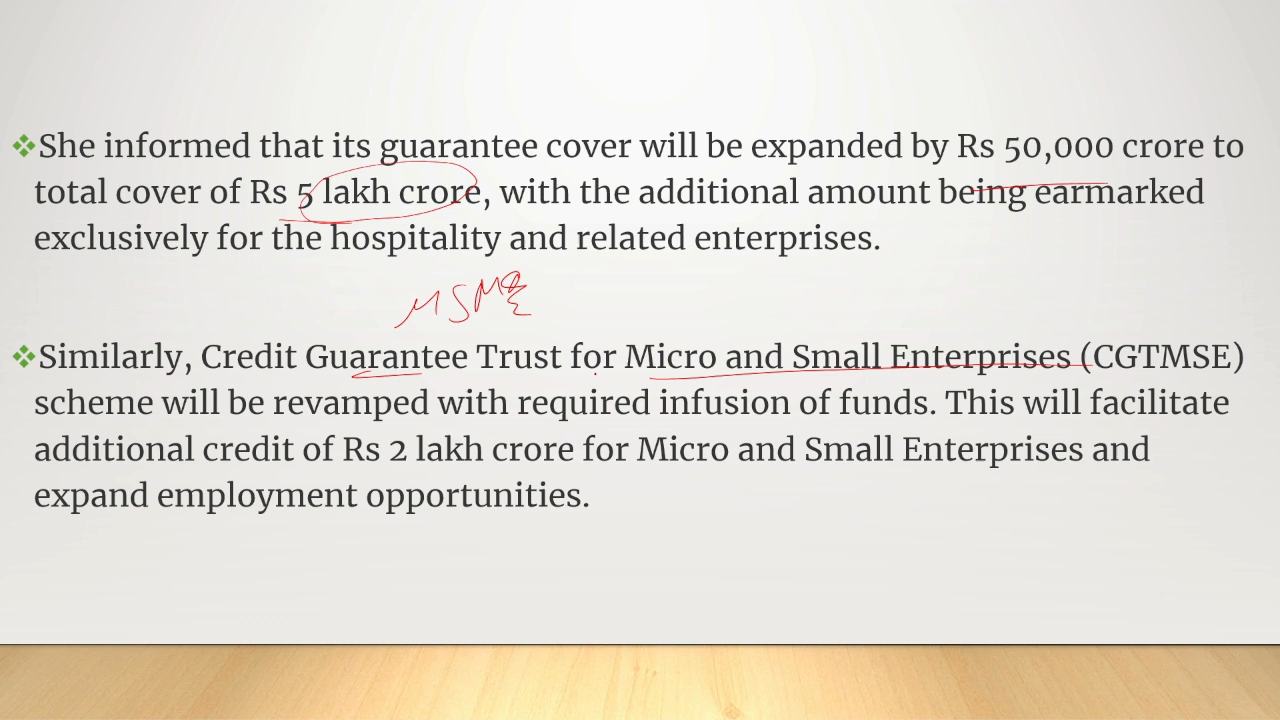 ❖She informed that its guarantee cover will be expanded by Rs 50,000 crore to
total cover of Rs 5 lakh crore, with the additional amount being earmarked
exclusively for the hospitality and related enterprises.
MSME
❖Similarly, Credit Guarantee Trust for Micro and Small Enterprises (CGTMSE)
scheme will be revamped with required infusion of funds. This will facilitate
additional credit of Rs 2 lakh crore for Micro and Small Enterprises and
expand employment opportunities.